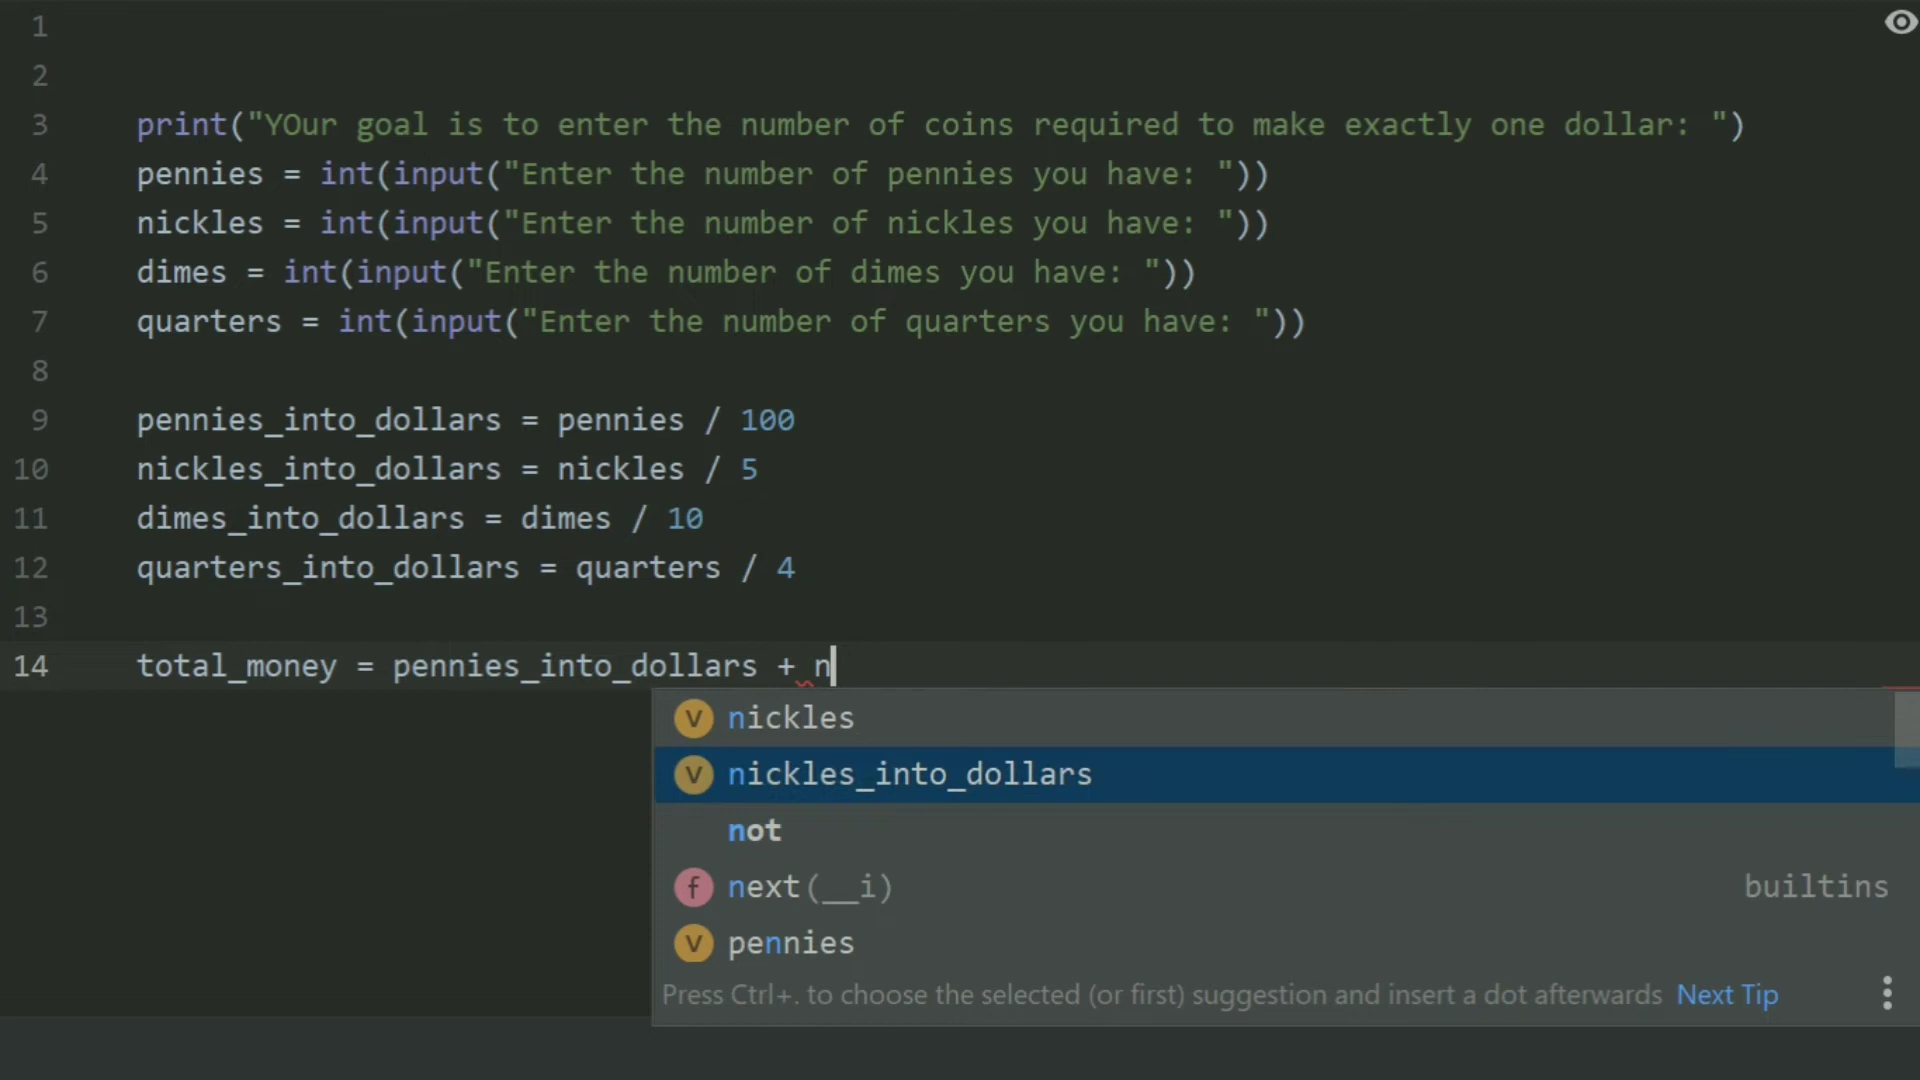 1
2
3 print("YOur goal is to enter the number of coins required to make exactly one dollar: ")
4 pennies = int(input("Enter the number of pennies you have: "))
5 nickles = int(input("Enter the number of nickles you have: "))
6 dimes = int(input("Enter the number of dimes you have: "))
7 quarters = int(input("Enter the number of quarters you have: "))
8
9 pennies_into_dollars = pennies / 100
10 nickles_into_dollars = nickles / 5
11 dimes_into_dollars = dimes / 10
12 quarters_into_dollars = quarters / 4
13
14 total_money = pennies_into_dollars + n
V nickles
V nickles_into_dollars
not
f next(__i) builtins
V pennies
Press Ctrl+. to choose the selected (or first) suggestion and insert a dot afterwards Next Tip